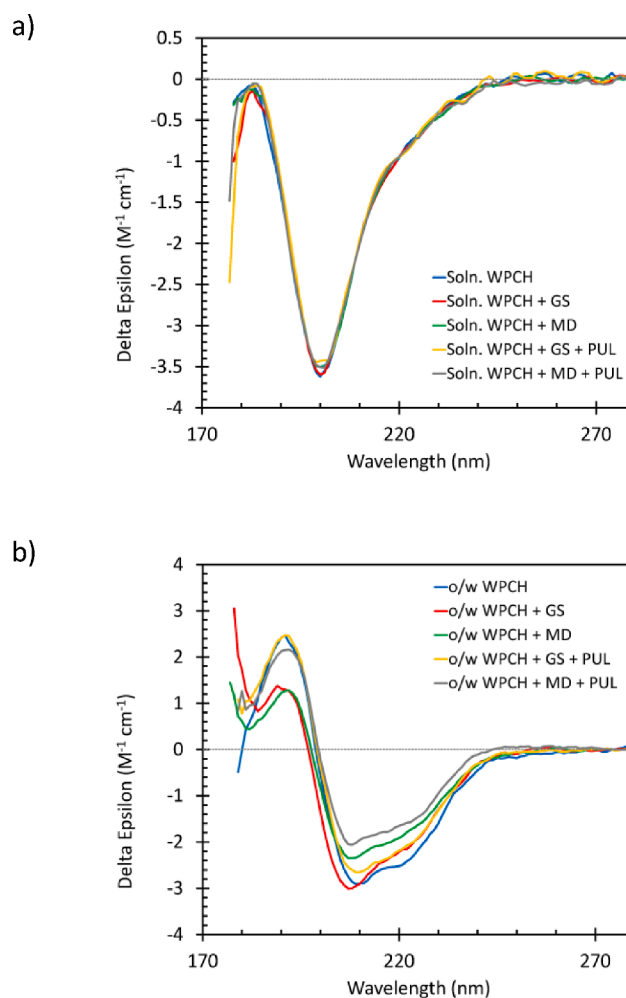 a)
0.5
0
-0.5
-1
-1.5
-2
-2.5
-3
-3.5
-4
Delta Epsilon (M⁻¹ cm⁻¹)
Soln. WPCH
Soln. WPCH + GS
Soln. WPCH + MD
Soln. WPCH + GS + PUL
Soln. WPCH + MD + PUL
170 220 270
Wavelength (nm)
b)
4
3
2
1
0
-1
-2
-3
-4
Delta Epsilon (M⁻¹ cm⁻¹)
o/w WPCH
o/w WPCH + GS
o/w WPCH + MD
o/w WPCH + GS + PUL
o/w WPCH + MD + PUL
170 220 270
Wavelength (nm)